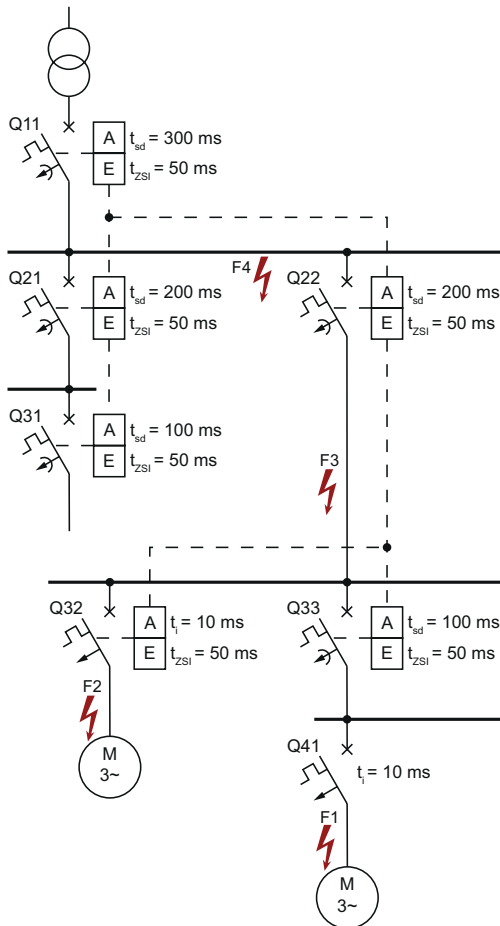 Q11
A
t_sd = 300 ms
E
t_ZSI = 50 ms
F4
Q21
A
t_sd = 200 ms
E
t_ZSI = 50 ms
Q22
A
t_sd = 200 ms
E
t_ZSI = 50 ms
Q31
A
t_sd = 100 ms
E
t_ZSI = 50 ms
F3
Q32
A
t_i = 10 ms
E
t_ZSI = 50 ms
Q33
A
t_sd = 100 ms
E
t_ZSI = 50 ms
F2
M
3~
Q41
t_i = 10 ms
F1
M
3~